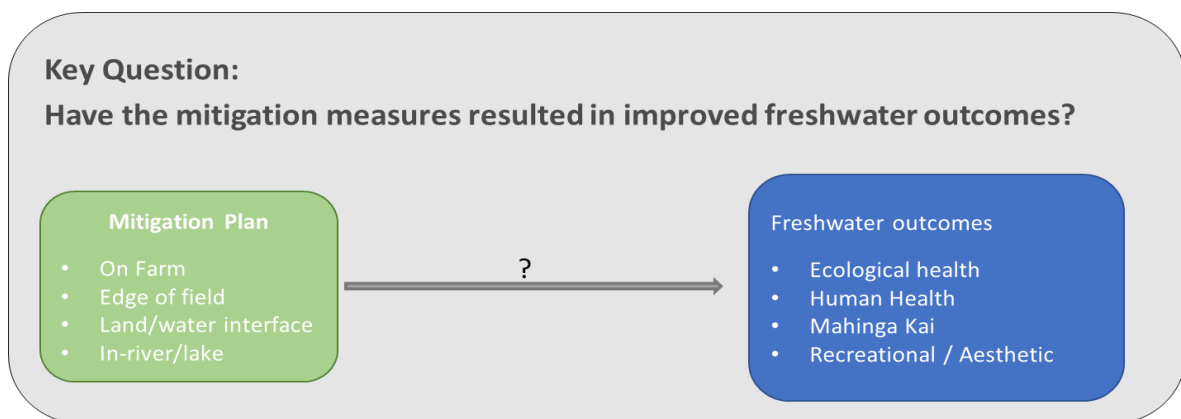 Key Question:
Have the mitigation measures resulted in improved freshwater outcomes?
Mitigation Plan
• On Farm
• Edge of field
• Land/water interface
• In-river/lake
?
Freshwater outcomes
• Ecological health
• Human Health
• Mahinga Kai
• Recreational / Aesthetic